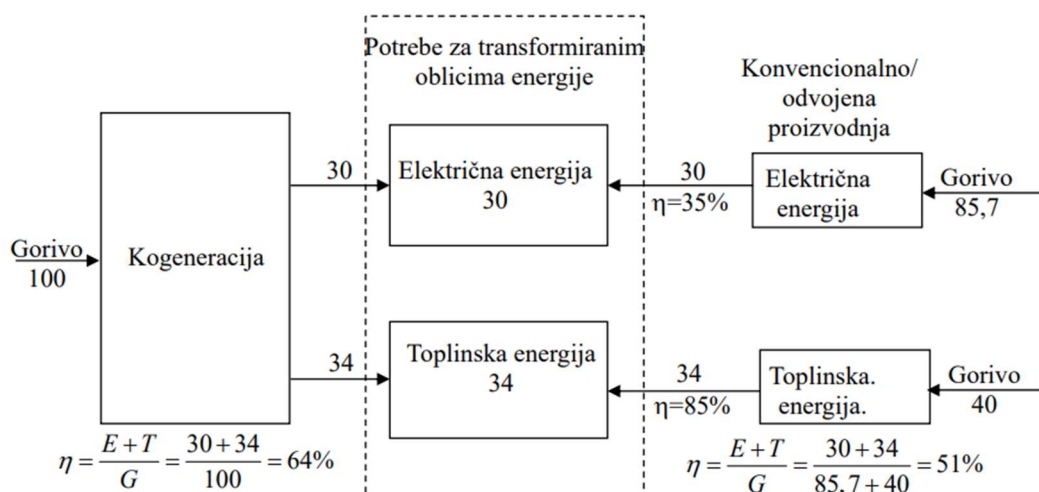 Potrebe za transformiranim
oblicima energije
Konvencionalno/
odvojena
proizvodnja
Gorivo
100
Kogeneracija
30
Električna energija
30
30
η=35%
Električna
energija
Gorivo
85,7
34
Toplinska energija
34
34
η=85%
Toplinska.
energija.
Gorivo
40
η = (E + T)/G = (30 + 34)/100 = 64%
η = (E + T)/G = (30 + 34)/(85,7 + 40) = 51%